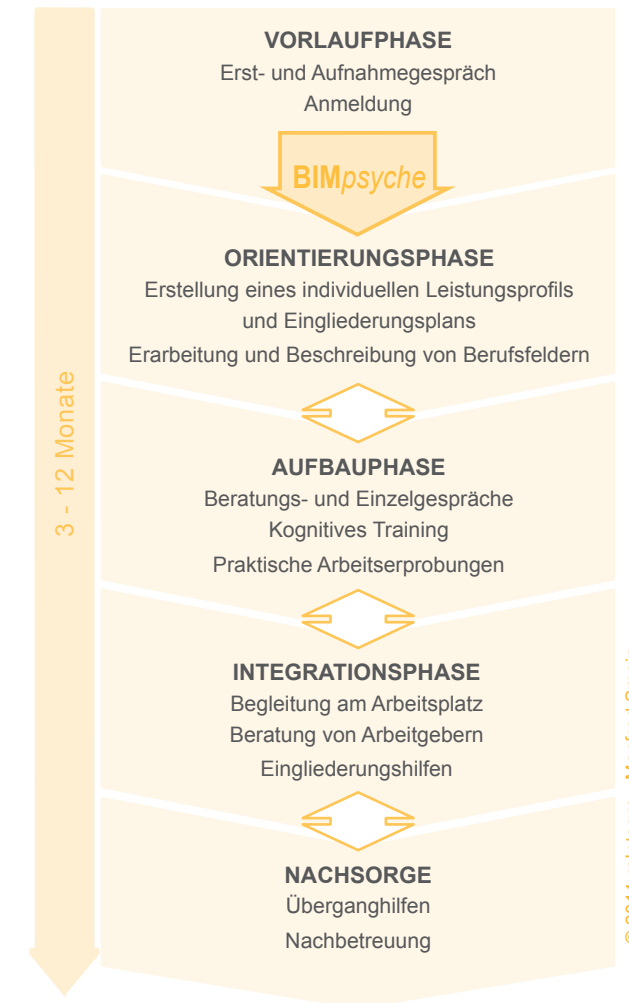 VORLAUFPHASE
Erst- und Aufnahmegespräch
Anmeldung
BIMpsyche
ORIENTIERUNGSPHASE
Erstellung eines individuellen Leistungsprofils
und Eingliederungsplans
Erarbeitung und Beschreibung von Berufsfeldern
3 - 12 Monate
AUFBAUPHASE
Beratungs- und Einzelgespräche
Kognitives Training
Praktische Arbeitserprobungen
INTEGRATIONSPHASE
Begleitung am Arbeitsplatz
Beratung von Arbeitgebern
Eingliederungshilfen
NACHSORGE
Überganghilfen
Nachbetreuung